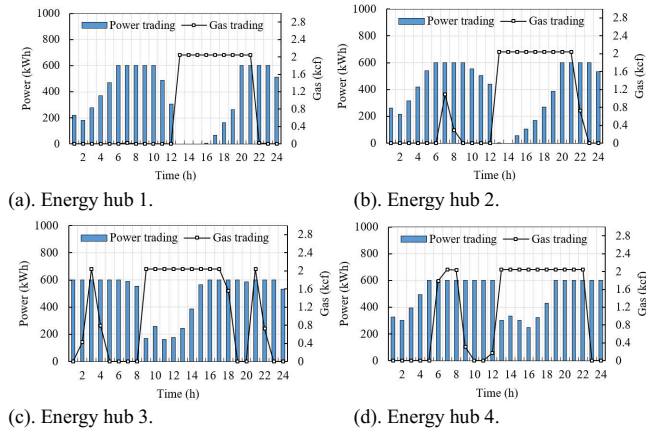 Power trading Gas trading
Power (kWh)
1000
800
600
400
200
0
2.8
2.4
2
1.6
1.2
0.8
0.4
0
Gas (kcf)
2 4 6 8 10 12 14 16 18 20 22 24
Time (h)
(a). Energy hub 1.
Power trading Gas trading
Power (kWh)
1000
800
600
400
200
0
2.8
2.4
2
1.6
1.2
0.8
0.4
0
Gas (kcf)
2 4 6 8 10 12 14 16 18 20 22 24
Time (h)
(b). Energy hub 2.
Power trading Gas trading
Power (kWh)
1000
800
600
400
200
0
2.8
2.4
2
1.6
1.2
0.8
0.4
0
Gas (kcf)
2 4 6 8 10 12 14 16 18 20 22 24
Time (h)
(c). Energy hub 3.
Power trading Gas trading
Power (kWh)
1000
800
600
400
200
0
2.8
2.4
2
1.6
1.2
0.8
0.4
0
Gas (kcf)
2 4 6 8 10 12 14 16 18 20 22 24
Time (h)
(d). Energy hub 4.